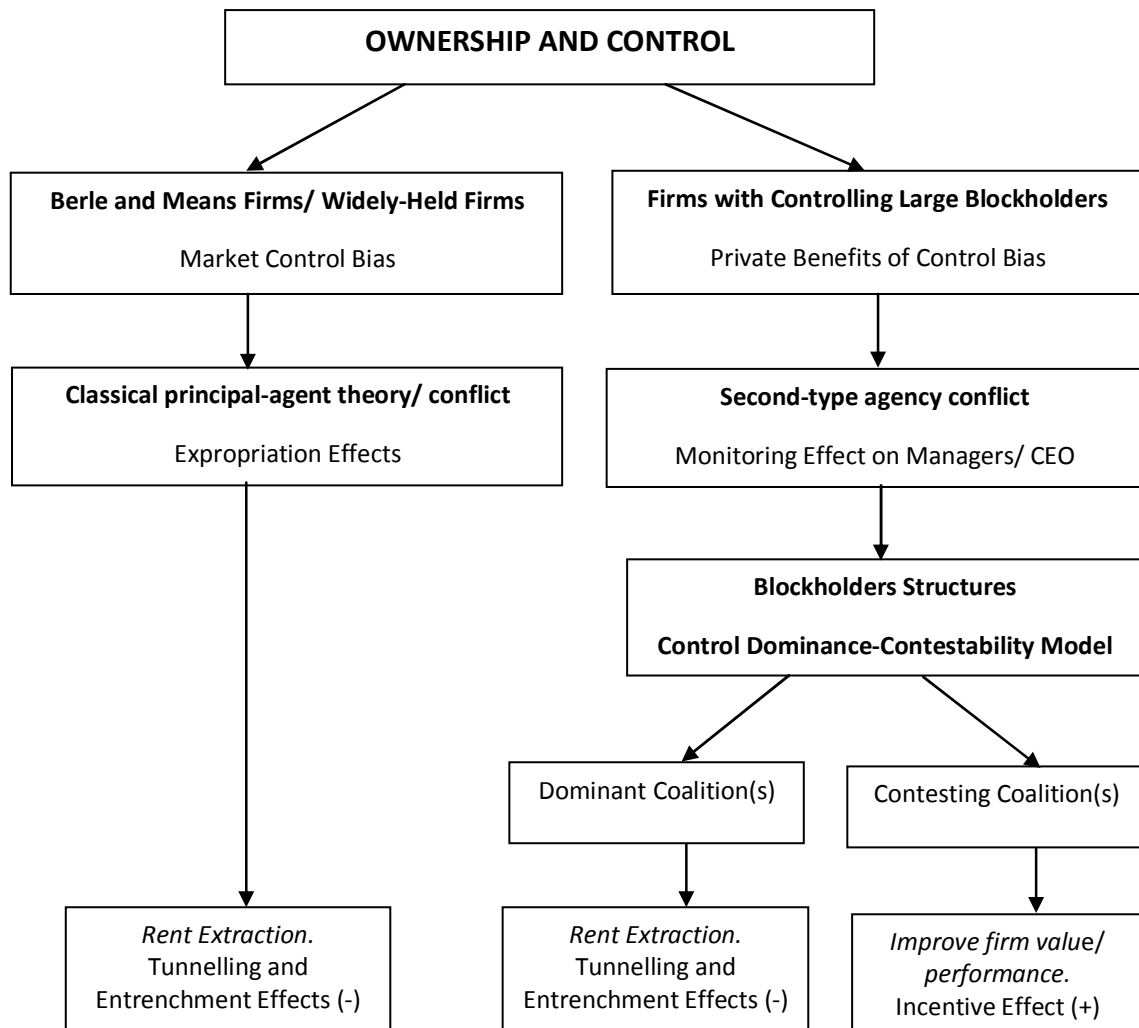 OWNERSHIP AND CONTROL
Berle and Means Firms/ Widely-Held Firms
Market Control Bias
Firms with Controlling Large Blockholders
Private Benefits of Control Bias
Classical principal-agent theory/ conflict
Expropriation Effects
Second-type agency conflict
Monitoring Effect on Managers/ CEO
Blockholders Structures
Control Dominance-Contestability Model
Dominant Coalition(s)
Contesting Coalition(s)
Rent Extraction.
Tunnelling and
Entrenchment Effects (-)
Rent Extraction.
Tunnelling and
Entrenchment Effects (-)
Improve firm value/
performance.
Incentive Effect (+)